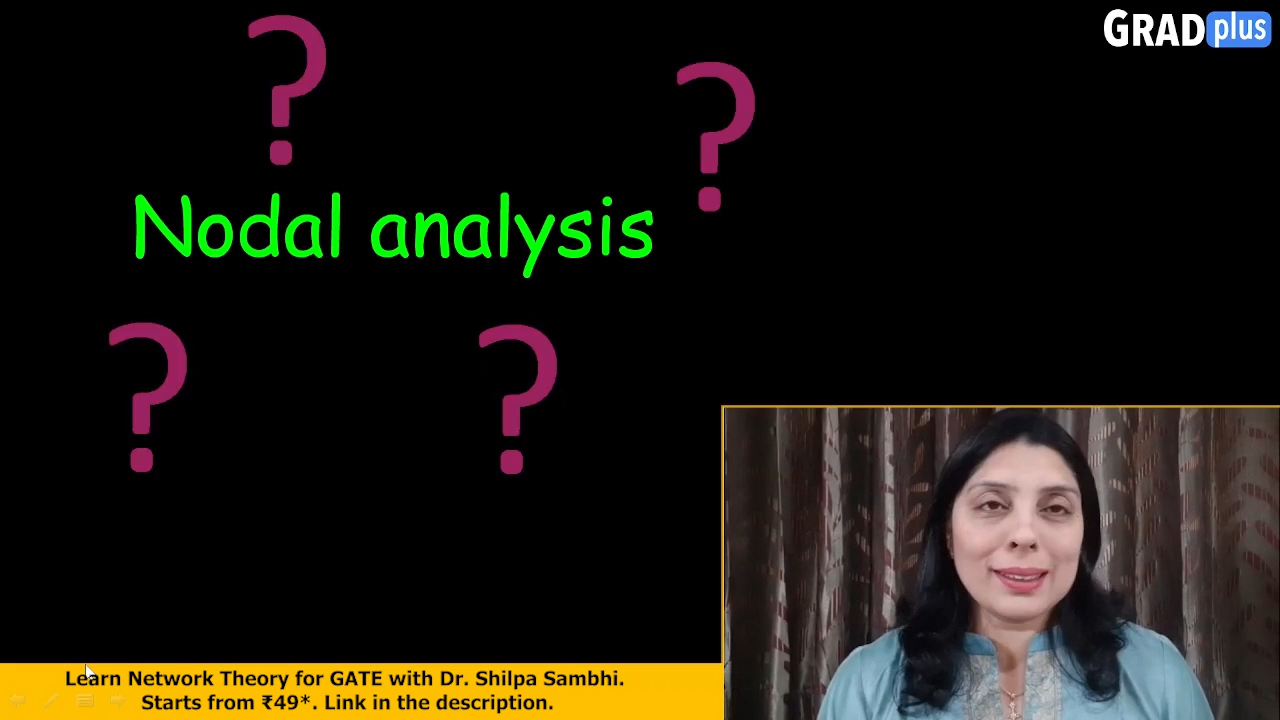 GRADplus
?
?
Nodal analysis
?
?
Learn Network Theory for GATE with Dr. Shilpa Sambhi.
Starts from ₹49*. Link in the description.